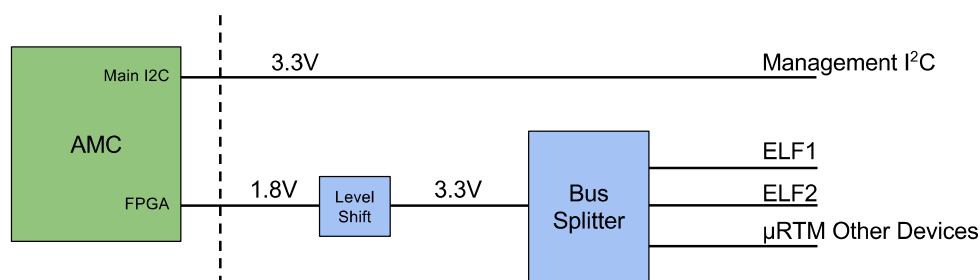 3.3V
Management I²C
Main I2C
AMC
ELF1
1.8V
3.3V
Level
Shift
Bus
Splitter
ELF2
FPGA
µRTM Other Devices